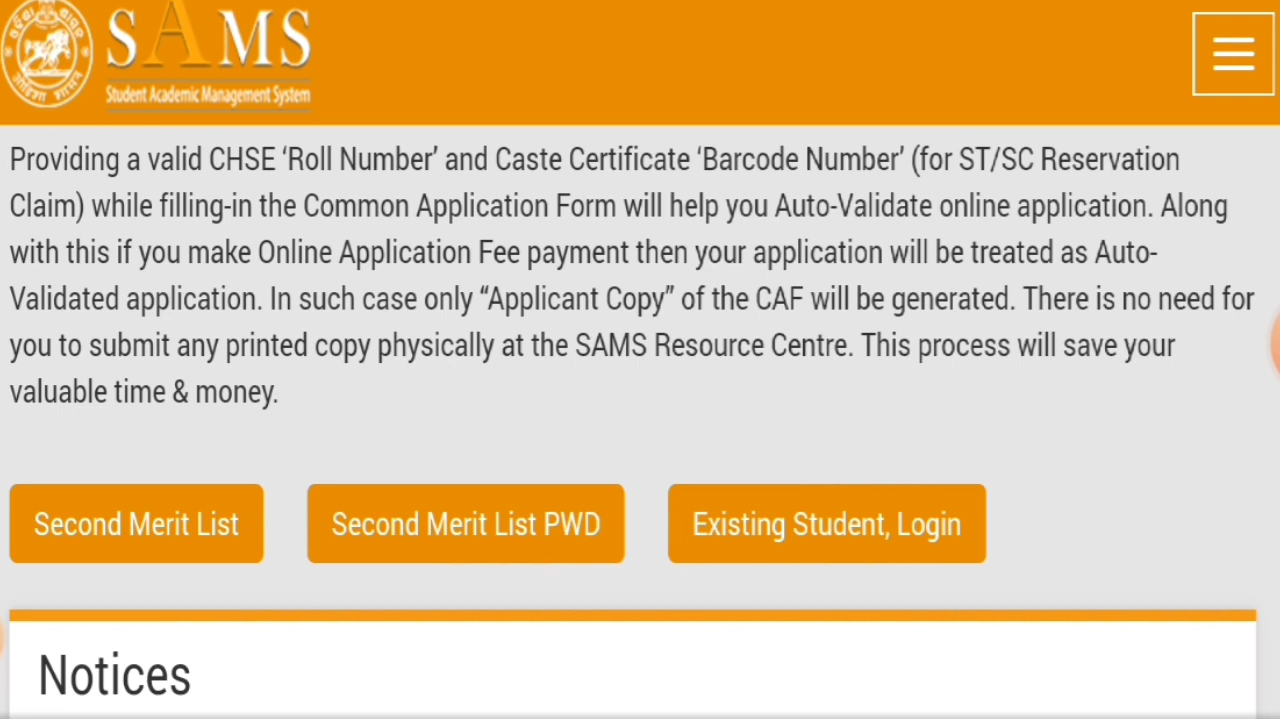 SAMS
Student Academic Management System
Providing a valid CHSE ‘Roll Number’ and Caste Certificate ‘Barcode Number’ (for ST/SC Reservation
Claim) while filling-in the Common Application Form will help you Auto-Validate online application. Along
with this if you make Online Application Fee payment then your application will be treated as Auto-
Validated application. In such case only “Applicant Copy” of the CAF will be generated. There is no need for
you to submit any printed copy physically at the SAMS Resource Centre. This process will save your
valuable time & money.
Second Merit List
Second Merit List PWD
Existing Student, Login
Notices